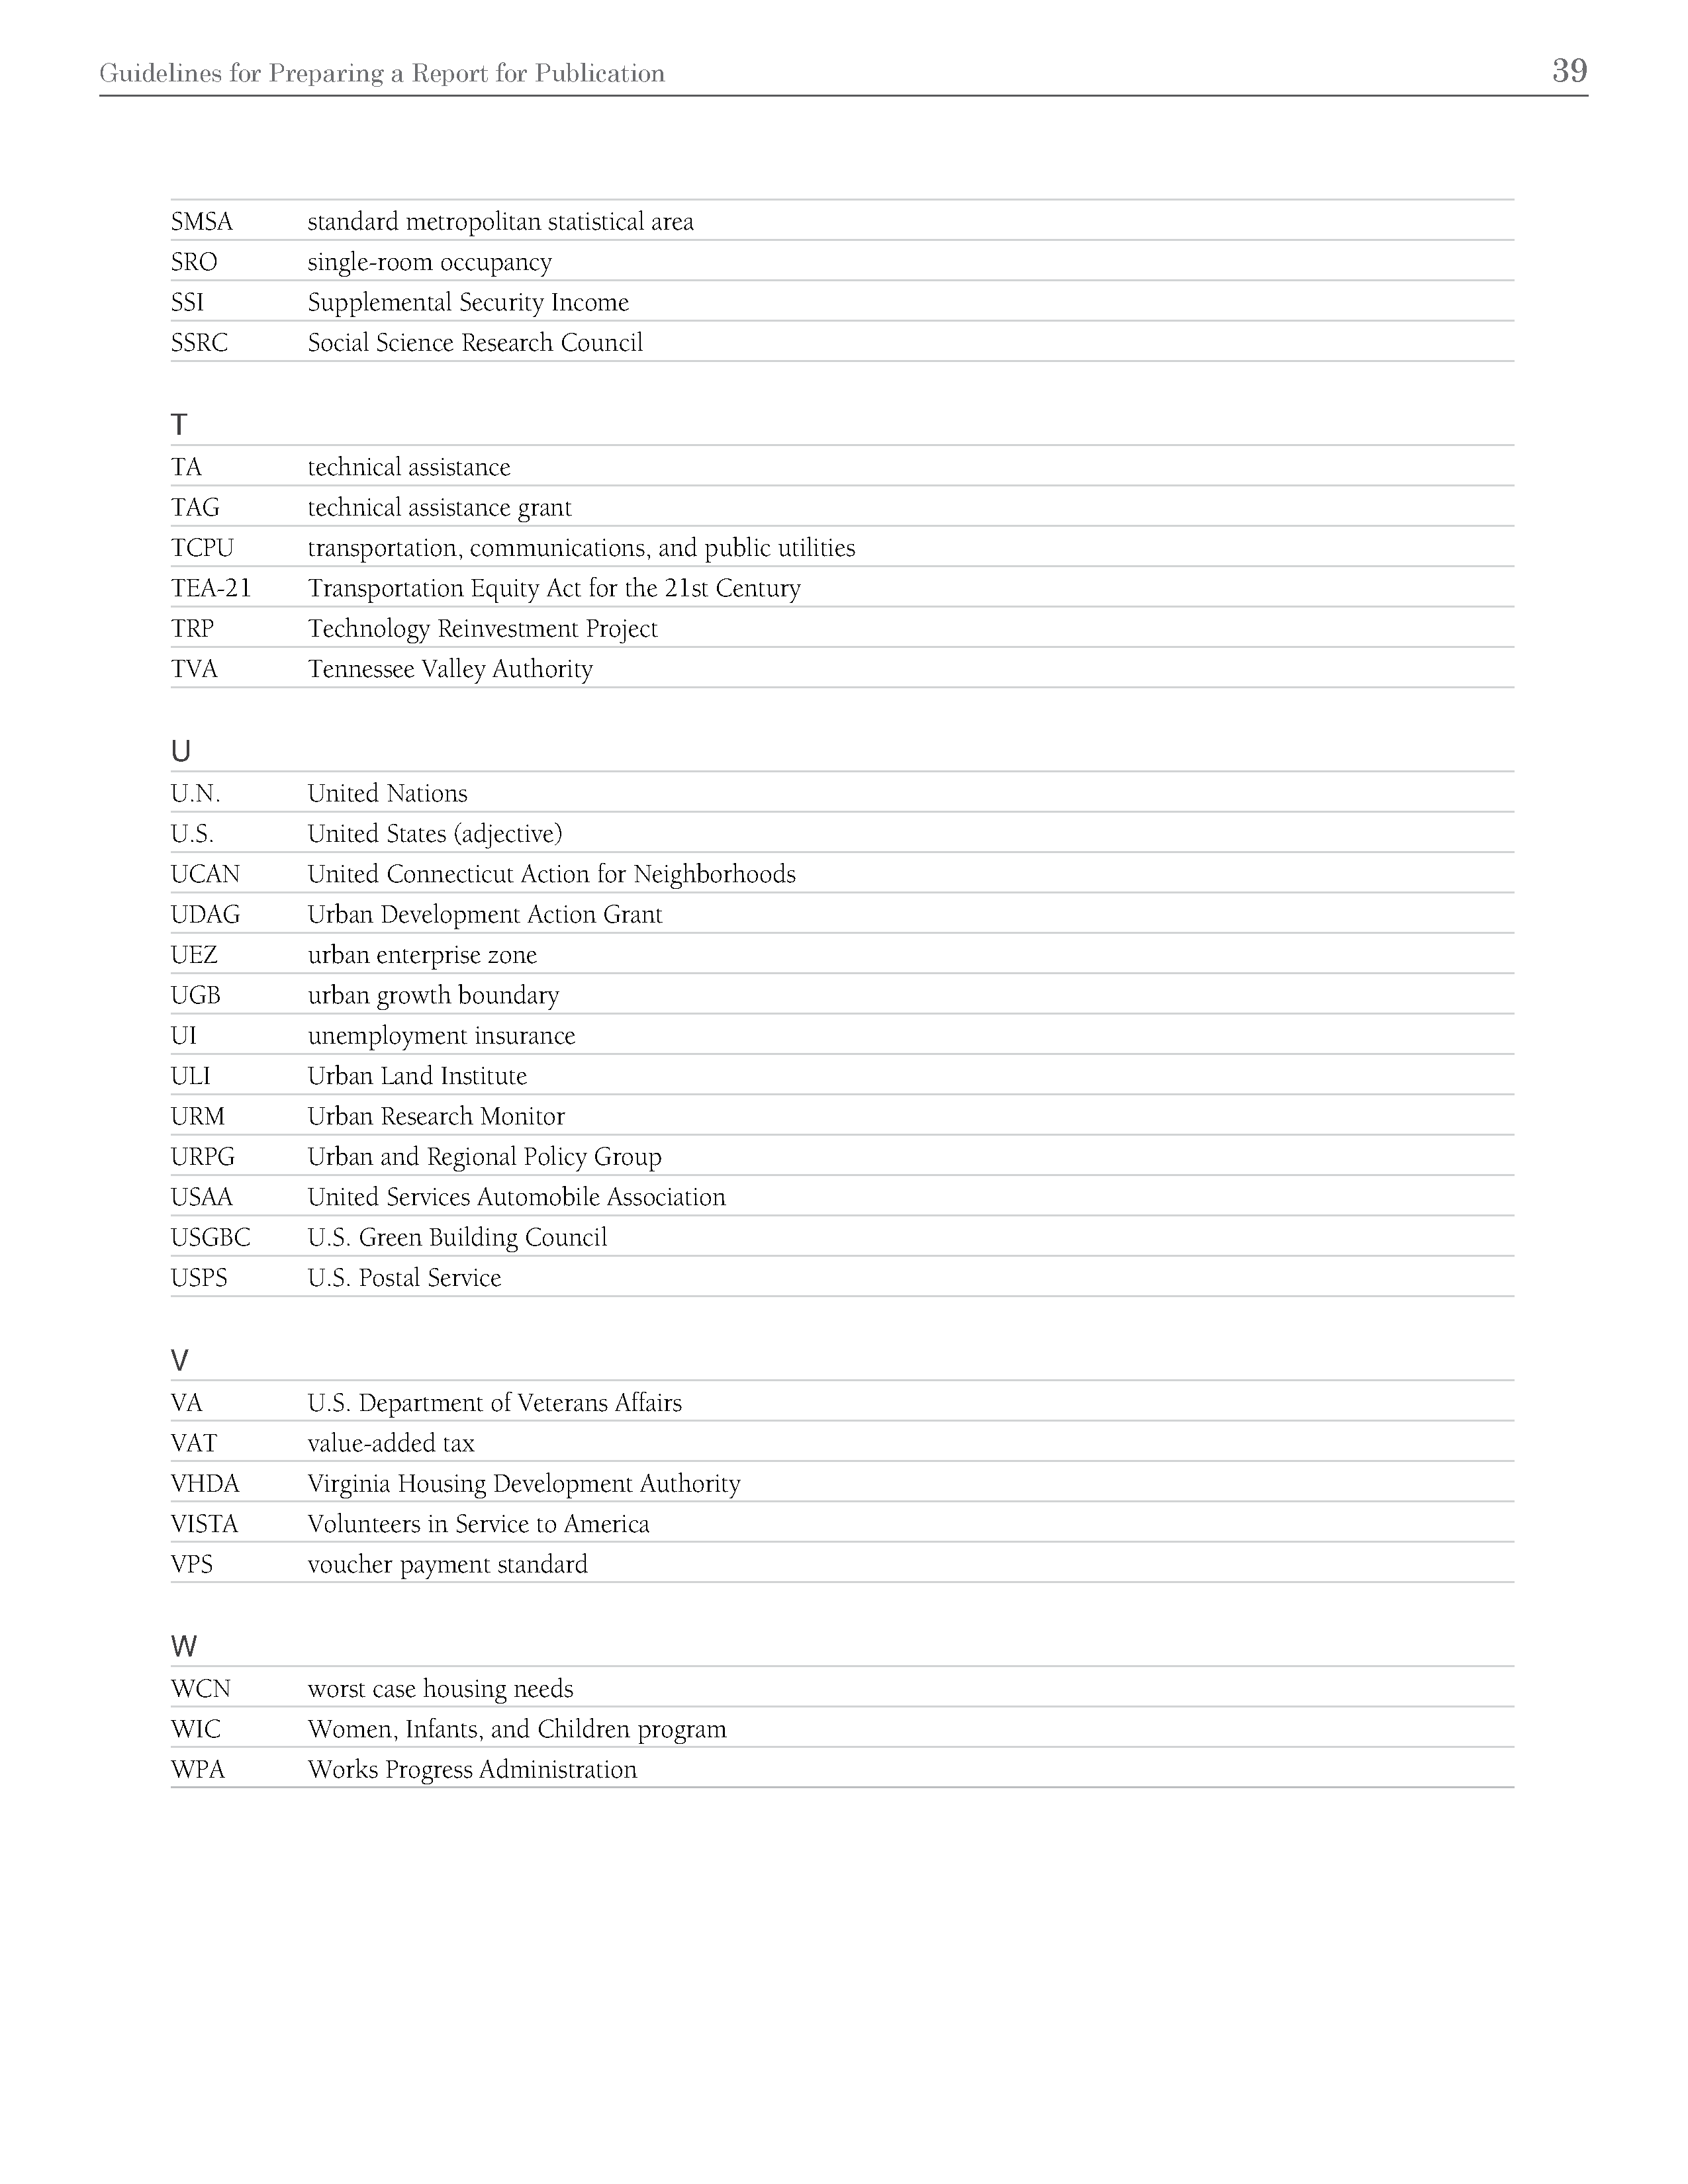 Guidelines for Preparing a Report for Publication 39
SMSA standard metropolitan statistical area
SRO single-room occupancy
SSI Supplemental Security Income
SSRC Social Science Research Council
T
TA technical assistance
TAG technical assistance grant
TCPU transportation, communications, and public utilities
TEA-21 Transportation Equity Act for the 21st Century
TRP Technology Reinvestment Project
TVA Tennessee Valley Authority
U
U.N. United Nations
U.S. United States (adjective)
UCAN United Connecticut Action for Neighborhoods
UDAG Urban Development Action Grant
UEZ urban enterprise zone
UGB urban growth boundary
UI unemployment insurance
ULI Urban Land Institute
URM Urban Research Monitor
URPG Urban and Regional Policy Group
USAA United Services Automobile Association
USGBC U.S. Green Building Council
USPS U.S. Postal Service
V
VA U.S. Department of Veterans Affairs
VAT value-added tax
VHDA Virginia Housing Development Authority
VISTA Volunteers in Service to America
VPS voucher payment standard
W
WCN worst case housing needs
WIC Women, Infants, and Children program
WPA Works Progress Administration